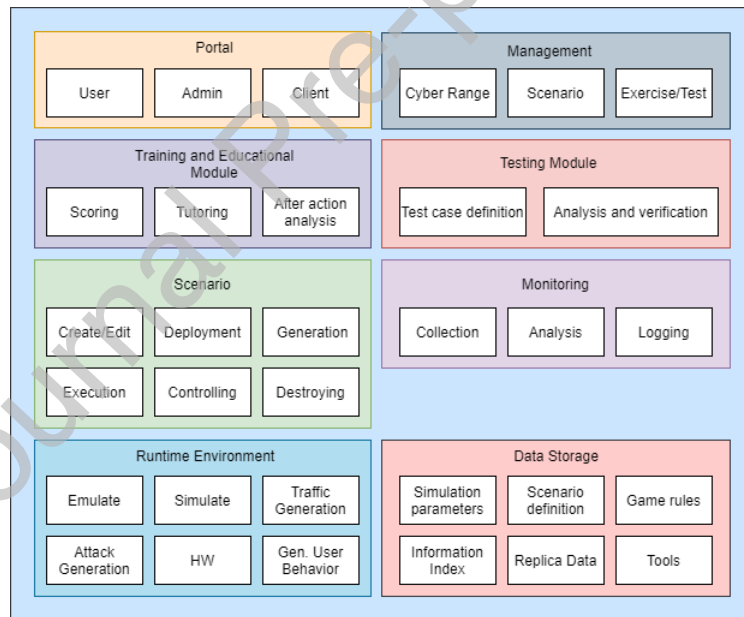 Portal
User
Admin
Client
Management
Cyber Range
Scenario
Exercise/Test
Training and Educational
Module
Scoring
Tutoring
After action
analysis
Testing Module
Test case definition
Analysis and verification
Scenario
Create/Edit
Deployment
Generation
Execution
Controlling
Destroying
Monitoring
Collection
Analysis
Logging
Runtime Environment
Emulate
Simulate
Traffic
Generation
Attack
Generation
HW
Gen. User
Behavior
Data Storage
Simulation
parameters
Scenario
definition
Game rules
Information
Index
Replica Data
Tools
ournal Pre-p